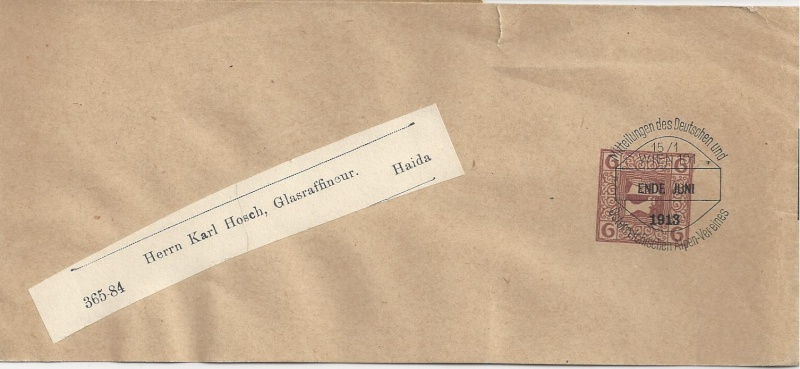 Herrn Karl Hosch, Glasraffineur. Haida
365-84
Mitteilungen des Deutschen und
15/1
WIEN
6 6
ENDE JUNI
1913
6 6
Österreichischen Alpen-Vereines